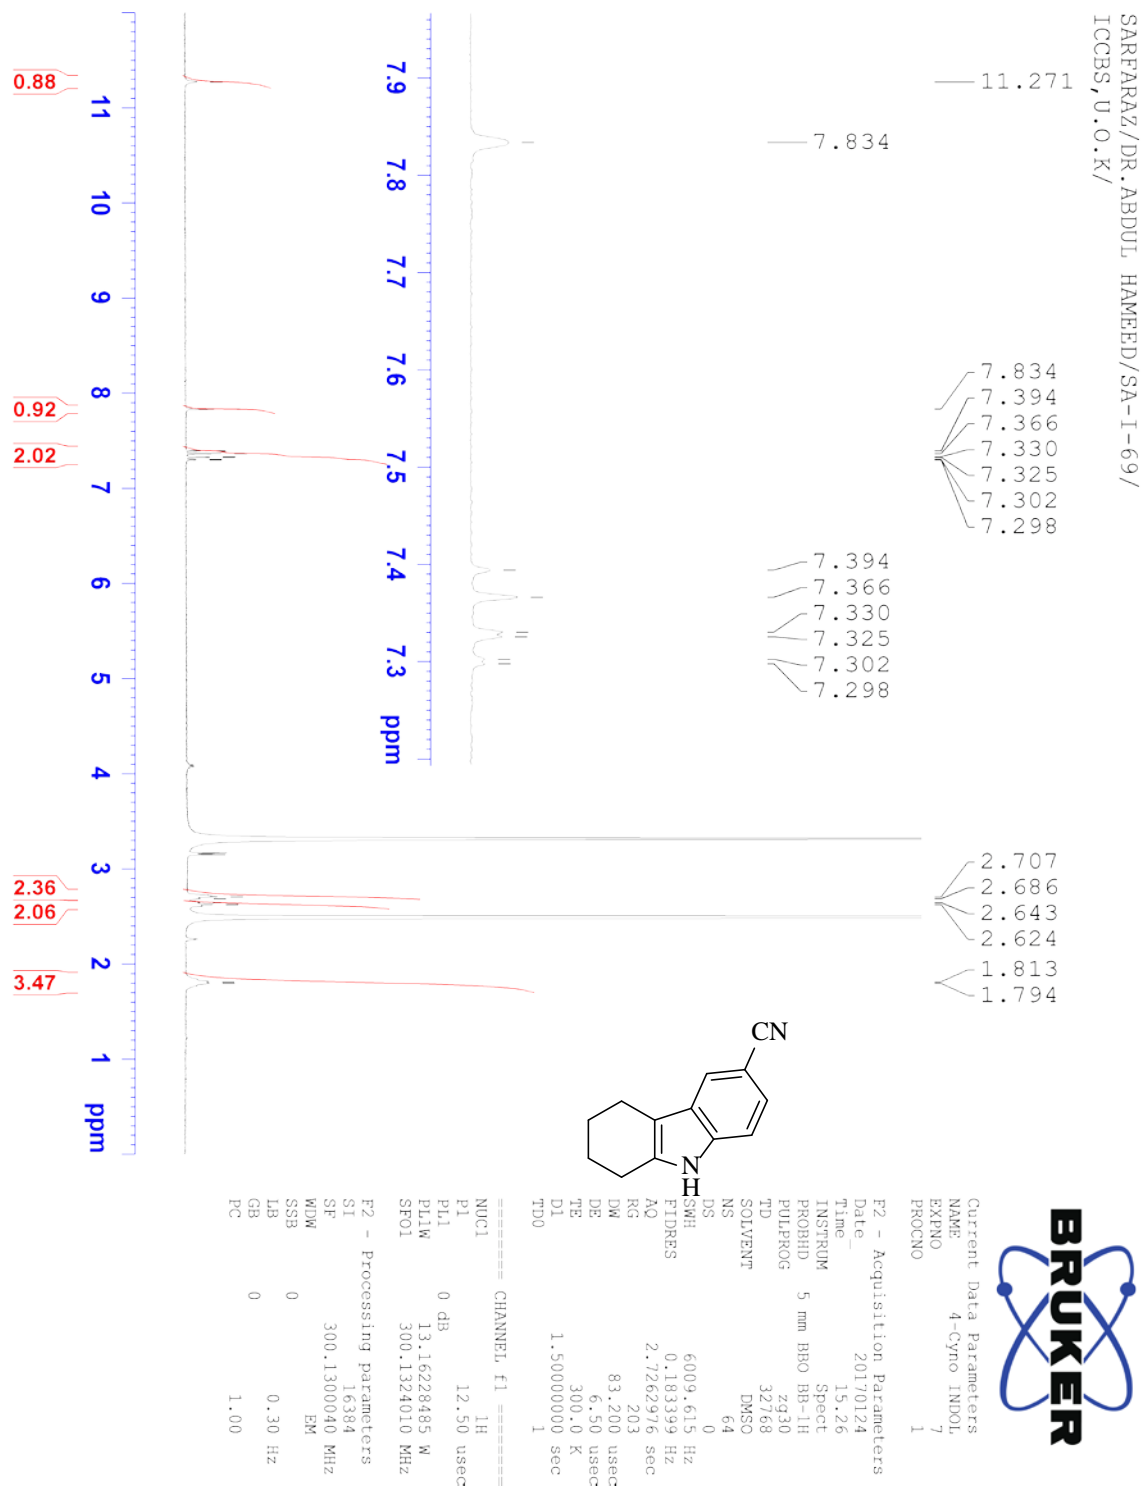 SARFARAZ/DR.ABDUL HAMEED/SA-I-69/
ICCBS,U.O.K/
11.271
7.834
7.394
7.366
7.330
7.325
7.302
7.298
2.707
2.686
2.643
2.624
1.813
1.794
7.834
7.394
7.366
7.330
7.325
7.302
7.298
7.9 7.8 7.7 7.6 7.5 7.4 7.3 ppm
11 10 9 8 7 6 5 4 3 2 1 ppm
0.88
0.92
2.02
2.36
2.06
3.47
CN
N
H
BRUKER
Current Data Parameters
NAME 4-Cyno INDOL
EXPNO 7
PROCNO 1
F2 - Acquisition Parameters
Date_ 20170124
Time 15.26
INSTRUM Spect
PROBHD 5 mm BBO BB-1H
PULPROG zg30
TD 32768
SOLVENT DMSO
NS 64
DS 0
SWH 6009.615 Hz
FIDRES 0.183399 Hz
AQ 2.7262976 sec
RG 203
DW 83.200 usec
DE 6.50 usec
TE 300.0 K
D1 1.50000000 sec
TD0 1
======== CHANNEL f1 ========
NUC1 1H
P1 12.50 usec
PL1 0 dB
PL1W 13.16228485 W
SFO1 300.1324010 MHz
F2 - Processing parameters
SI 16384
SF 300.1300040 MHz
WDW EM
SSB 0
LB 0.30 Hz
GB 0
PC 1.00